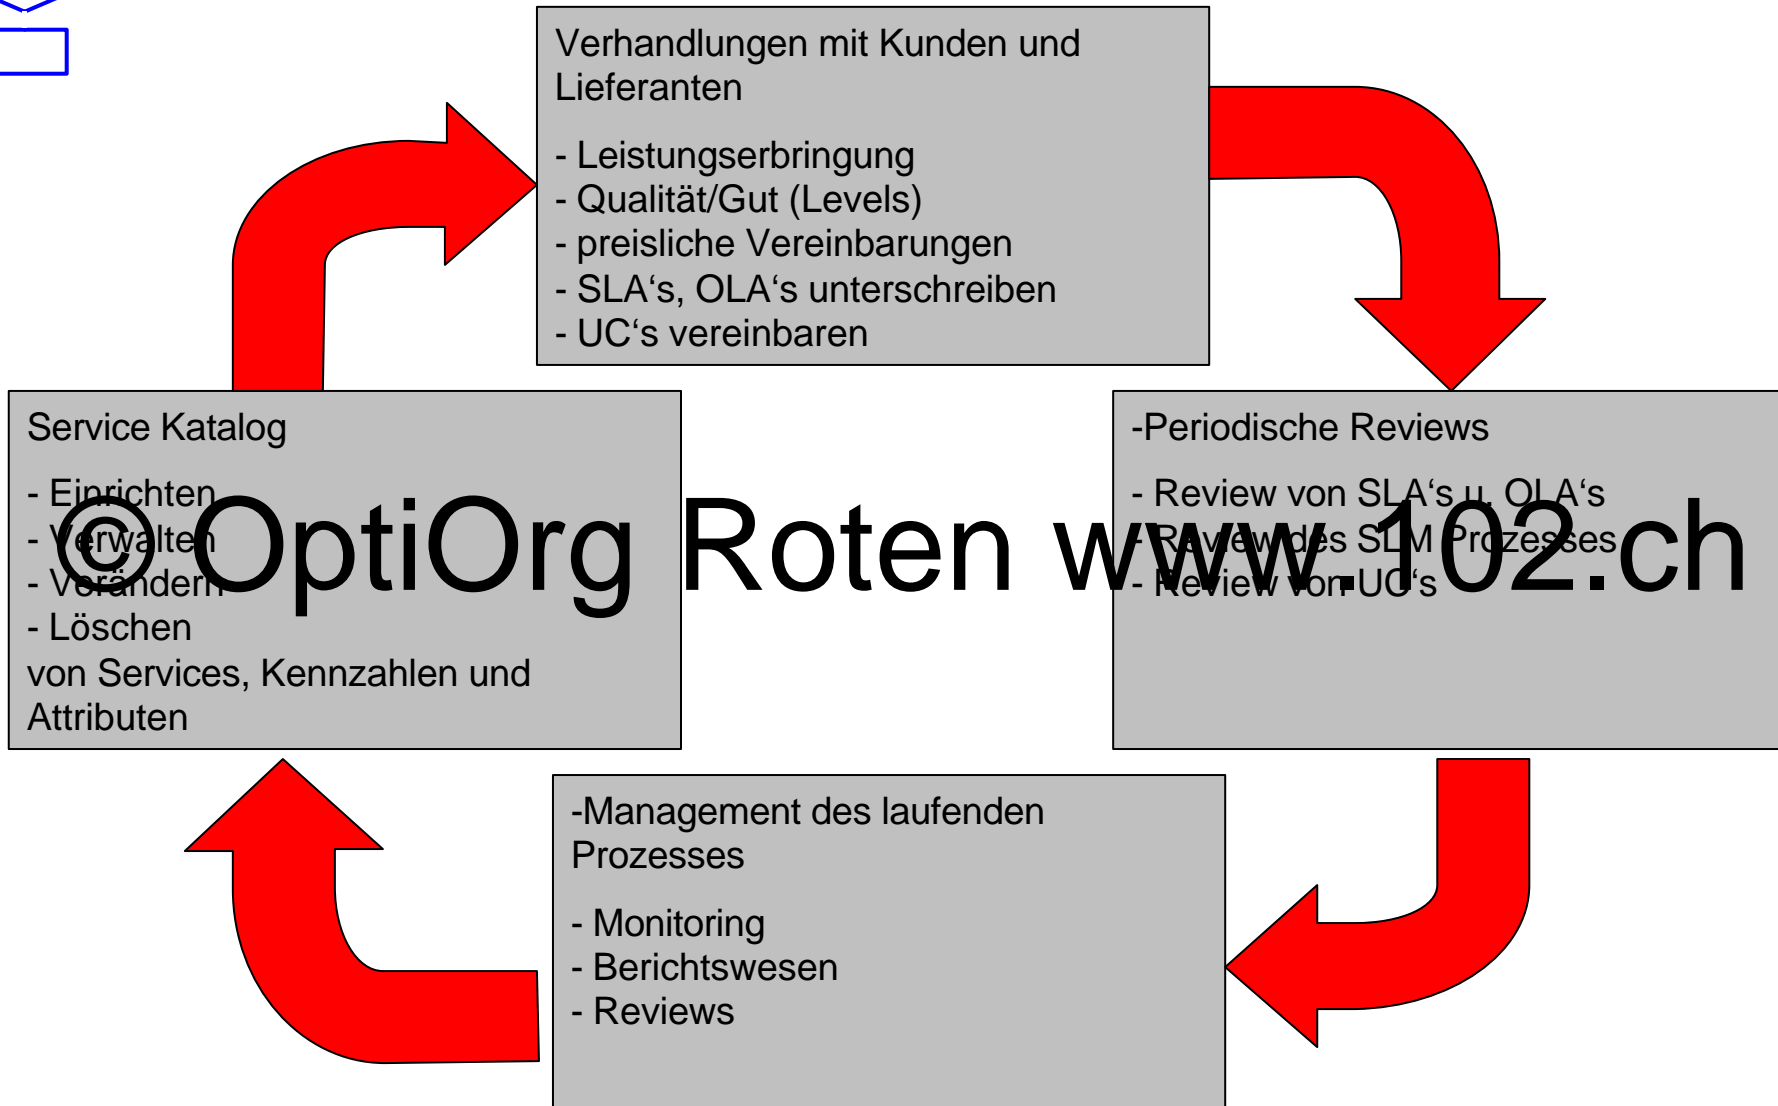 Verhandlungen mit Kunden und
Lieferanten
- Leistungserbringung
- Qualität/Gut (Levels)
- preisliche Vereinbarungen
- SLA‘s, OLA‘s unterschreiben
- UC‘s vereinbaren
Service Katalog
- Einrichten
- Verwalten
- Verändern
- Löschen
von Services, Kennzahlen und
Attributen
-Periodische Reviews
- Review von SLA‘s u. OLA‘s
- Review des SLM Prozesses
- Review von UC‘s
© OptiOrg Roten www.102.ch
-Management des laufenden
Prozesses
- Monitoring
- Berichtswesen
- Reviews